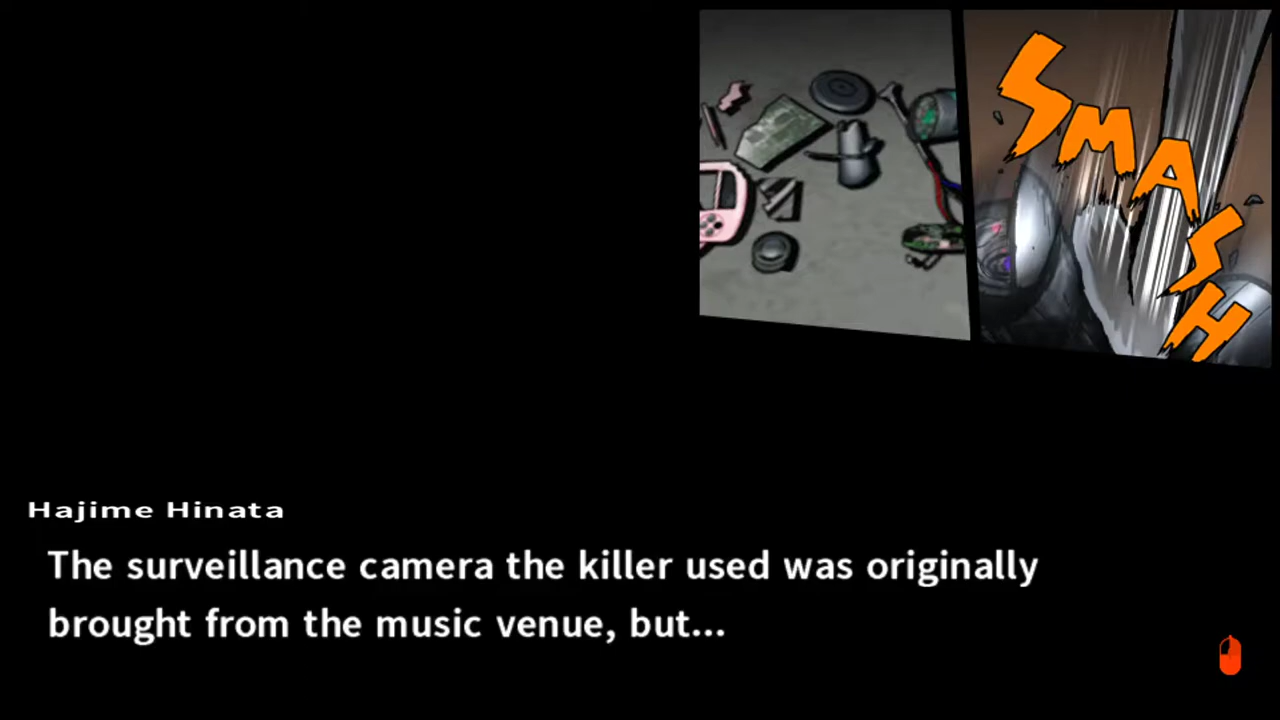 SMASH
Hajime Hinata
The surveillance camera the killer used was originally
brought from the music venue, but...